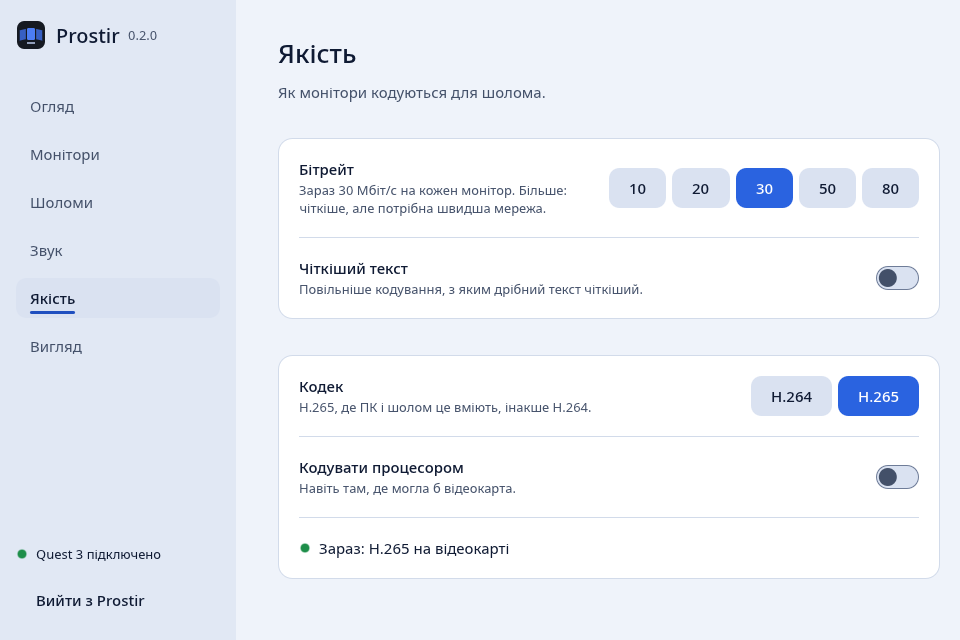 Prostir 0.2.0
Огляд
Монітори
Шоломи
Звук
Якість
Вигляд
Quest 3 підключено
Вийти з Prostir
Якість
Як монітори кодуються для шолома.
Бітрейт
Зараз 30 Мбіт/с на кожен монітор. Більше:
чіткіше, але потрібна швидша мережа.
10 20 30 50 80
Чіткіший текст
Повільніше кодування, з яким дрібний текст чіткіший.
Кодек
H.265, де ПК і шолом це вміють, інакше H.264.
H.264 H.265
Кодувати процесором
Навіть там, де могла б відеокарта.
Зараз: H.265 на відеокарті